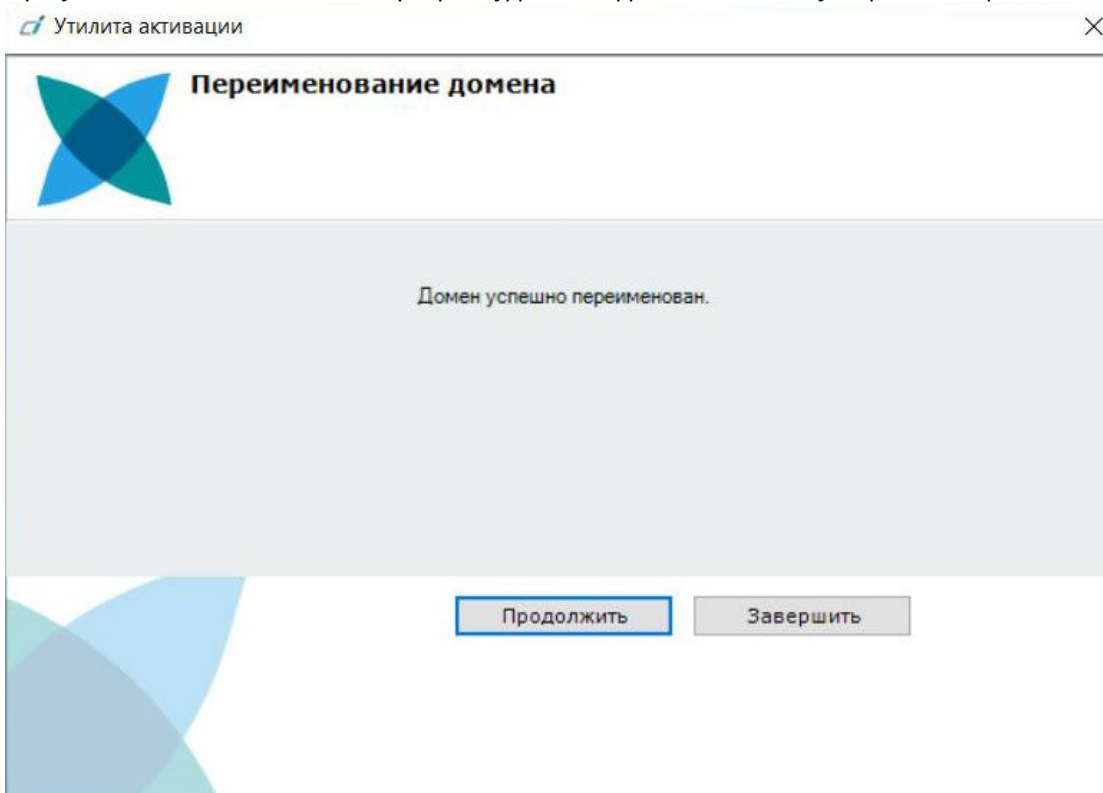 Утилита активации
Переименование домена
Домен успешно переименован.
Продолжить
Завершить